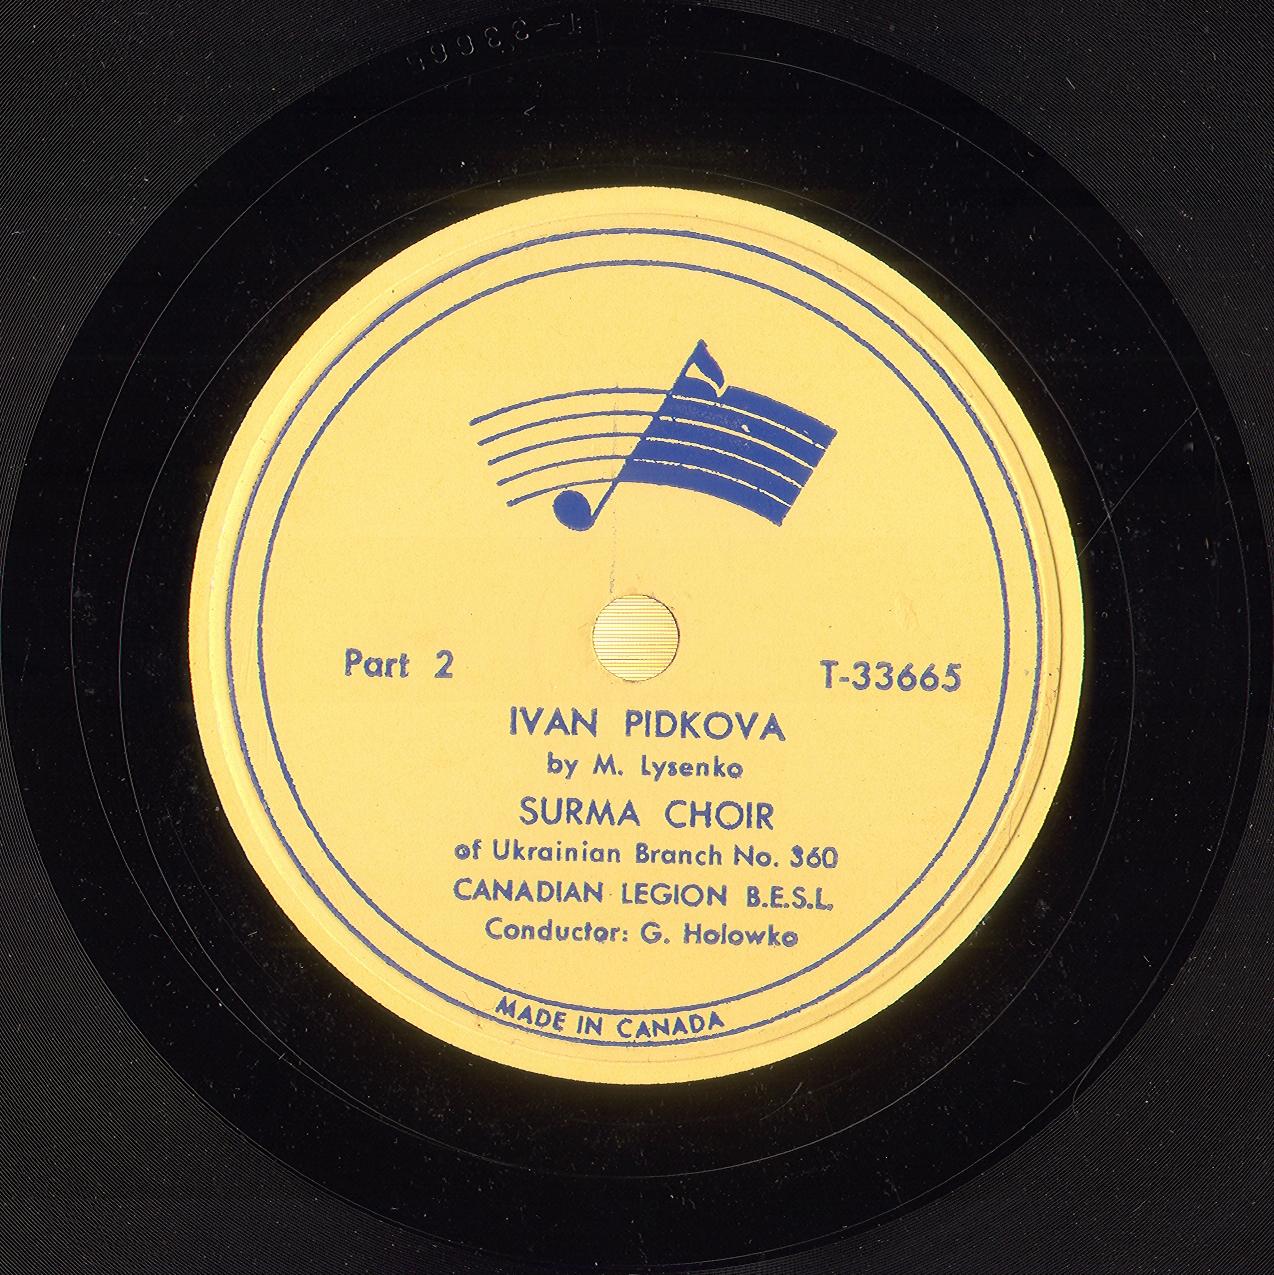 T-33665
Part 2
T-33665
IVAN PIDKOVA
by M. Lysenko
SURMA CHOIR
of Ukrainian Branch No. 360
CANADIAN LEGION B.E.S.L.
Conductor: G. Holowko
MADE IN CANADA